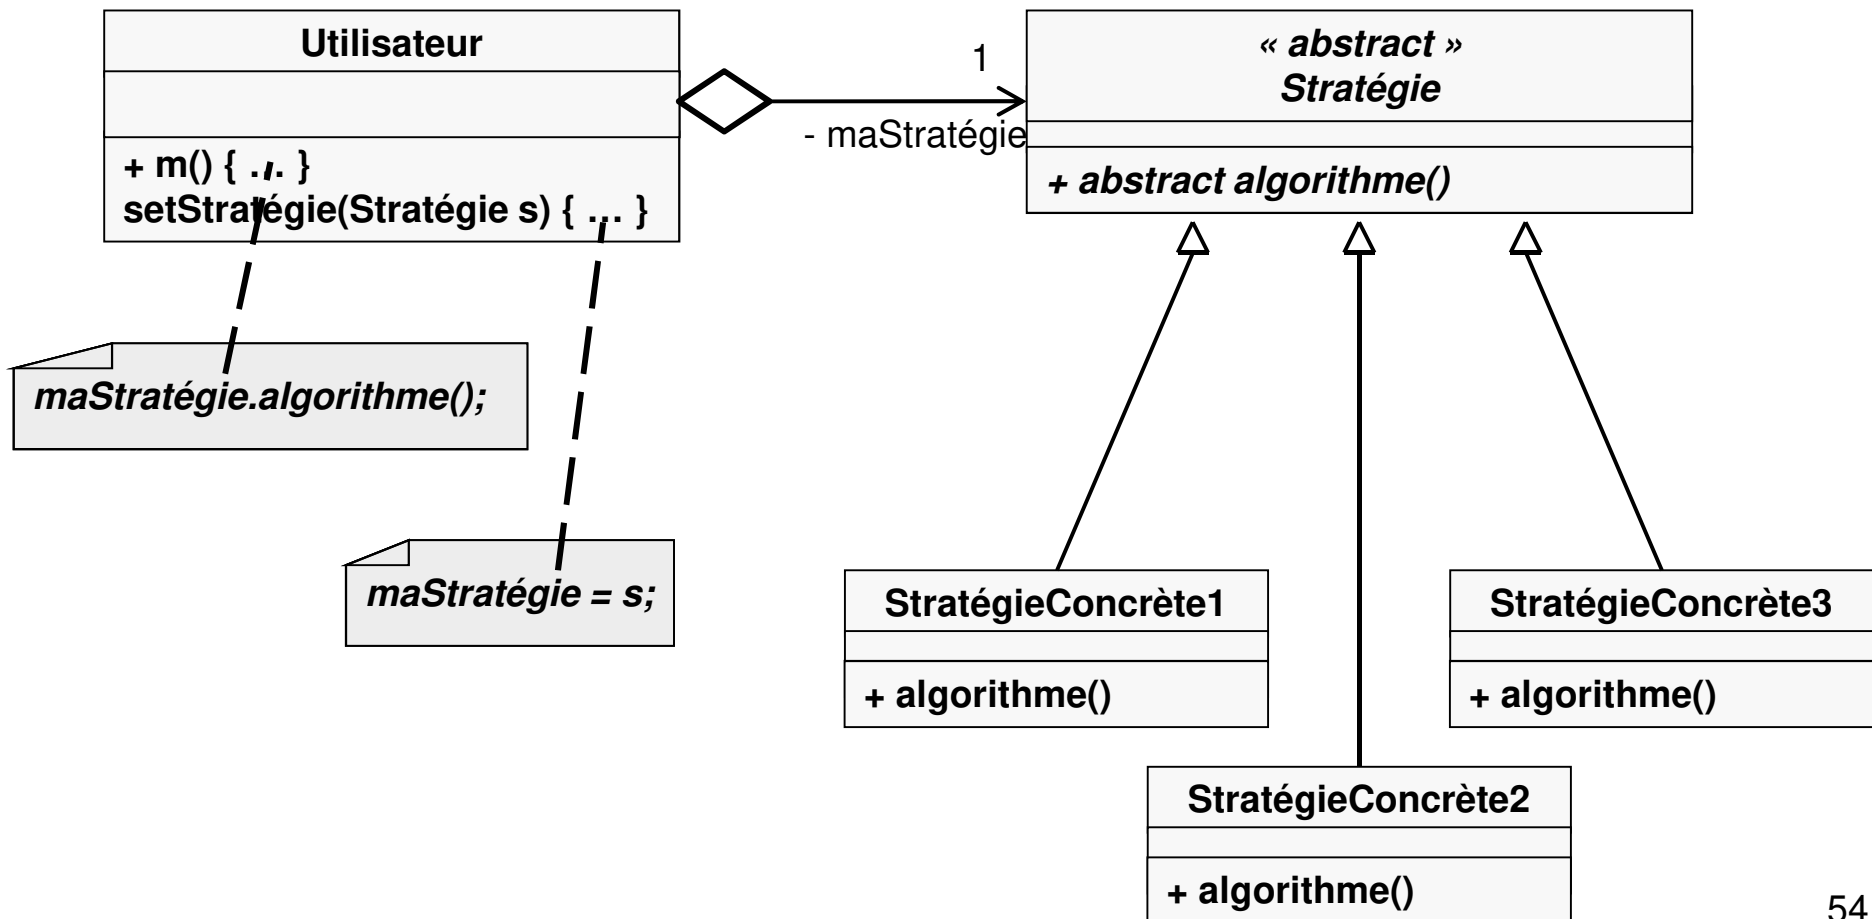 Utilisateur
+ m() { ... }
setStratégie(Stratégie s) { ... }
1
- maStratégie
« abstract »
Stratégie
+ abstract algorithme()
maStratégie.algorithme();
maStratégie = s;
StratégieConcrète1
+ algorithme()
StratégieConcrète3
+ algorithme()
StratégieConcrète2
+ algorithme()
54